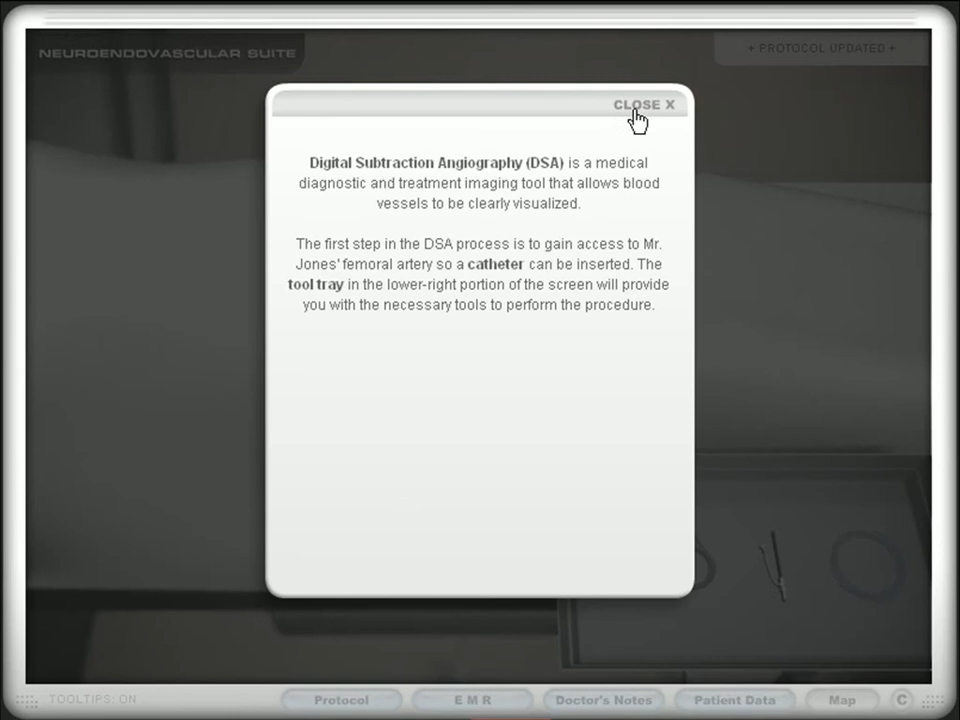 NEUROENDOVASCULAR SUITE
+ PROTOCOL UPDATED +
CLOSE X
Digital Subtraction Angiography (DSA) is a medical
diagnostic and treatment imaging tool that allows blood
vessels to be clearly visualized.
The first step in the DSA process is to gain access to Mr.
Jones' femoral artery so a catheter can be inserted. The
tool tray in the lower-right portion of the screen will provide
you with the necessary tools to perform the procedure.
TOOLTIPS: ON
Protocol
EMR
Doctor's Notes
Patient Data
Map
C